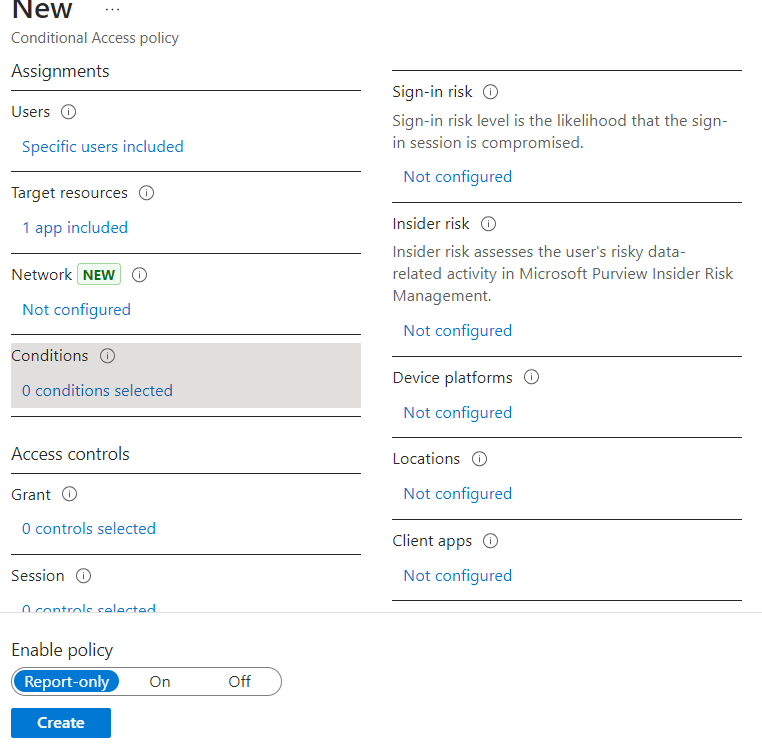 New ...
Conditional Access policy
Assignments
Users
Specific users included
Target resources
1 app included
Network NEW
Not configured
Conditions
0 conditions selected
Access controls
Grant
0 controls selected
Session
0 controls selected
Sign-in risk
Sign-in risk level is the likelihood that the sign-
in session is compromised.
Not configured
Insider risk
Insider risk assesses the user's risky data-
related activity in Microsoft Purview Insider Risk
Management.
Not configured
Device platforms
Not configured
Locations
Not configured
Client apps
Not configured
Enable policy
Report-only On Off
Create